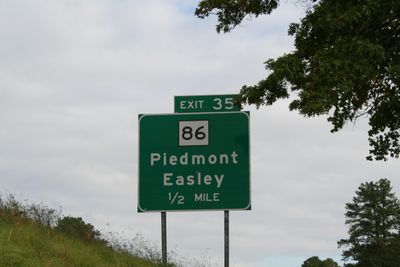 EXIT 35
86
Piedmont
Easley
1/2 MILE